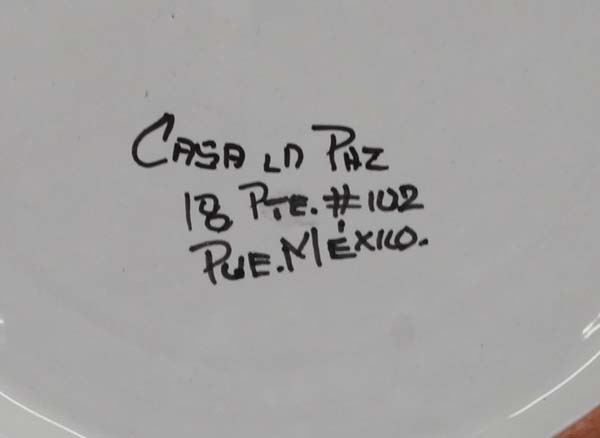 CASA LA PAZ
18 PTE. #102
PUE. MÉXICO.